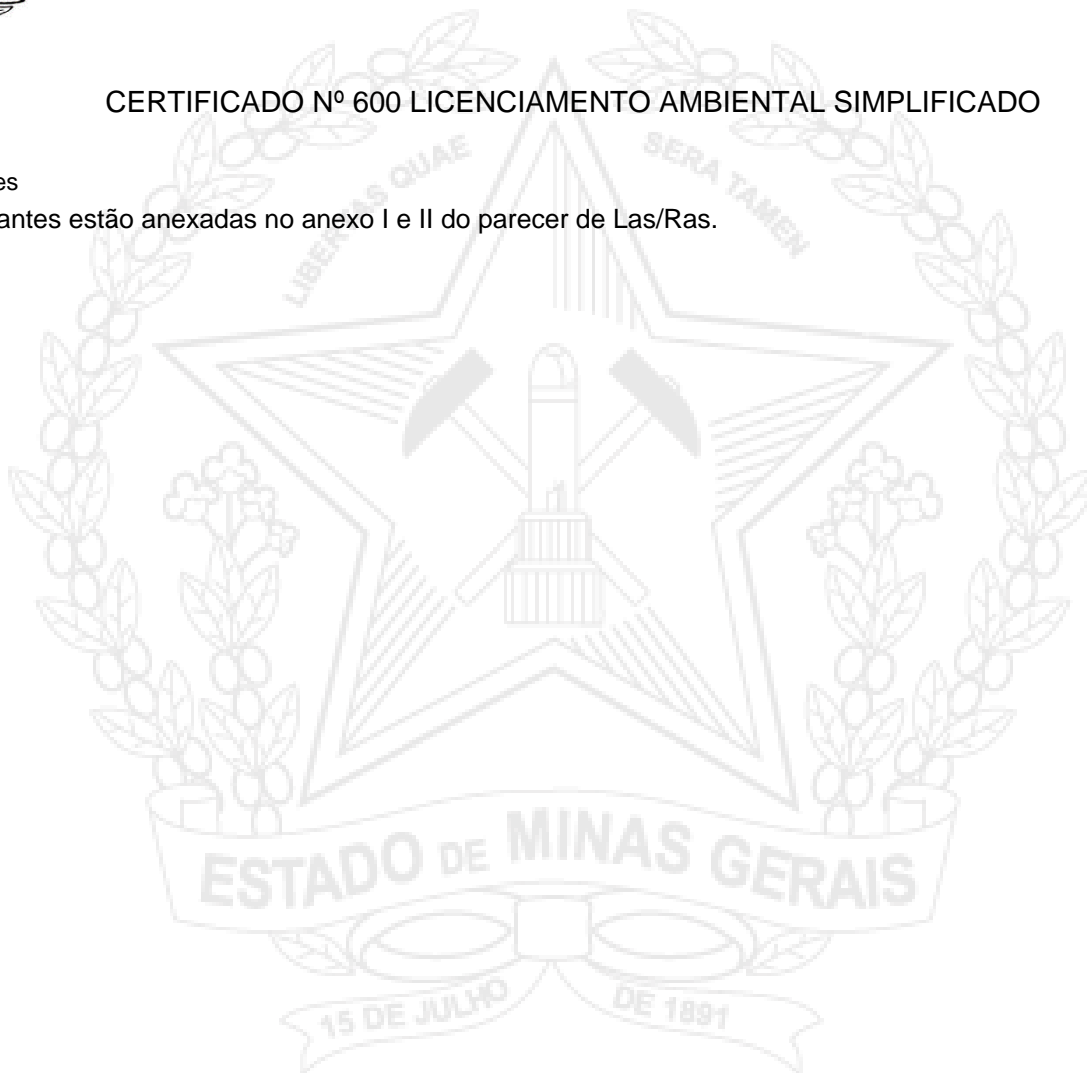 CERTIFICADO Nº 600 LICENCIAMENTO AMBIENTAL SIMPLIFICADO
es
antes estão anexadas no anexo I e II do parecer de Las/Ras.
LIBERTAS QUAE SERA TAMEN
ESTADO DE MINAS GERAIS
15 DE JULHO DE 1891